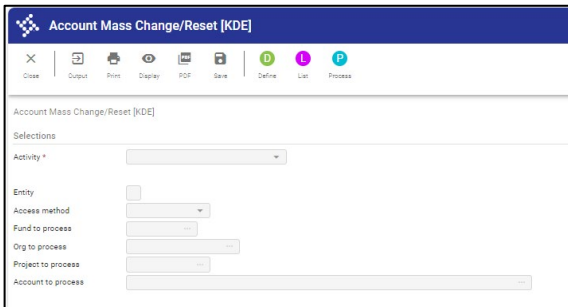 Account Mass Change/Reset [KDE]
Close Output Print Display PDF Save Define List Process
D L P
Account Mass Change/Reset [KDE]
Selections
Activity *
Entity
Access method
Fund to process
Org to process
Project to process
Account to process